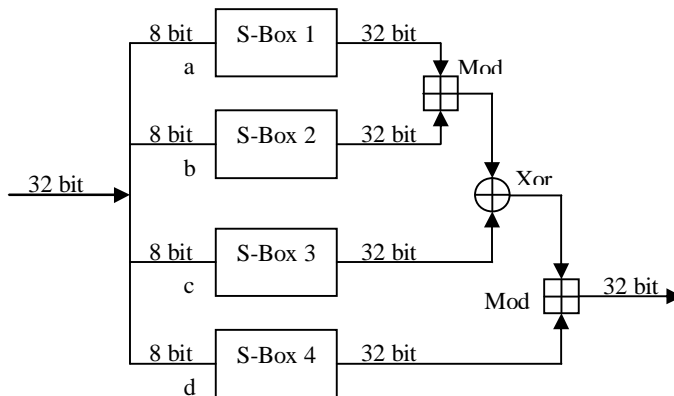 8 bit S-Box 1 32 bit
a Mod
8 bit S-Box 2 32 bit
b
32 bit Xor
8 bit S-Box 3 32 bit
c Mod 32 bit
8 bit S-Box 4 32 bit
d